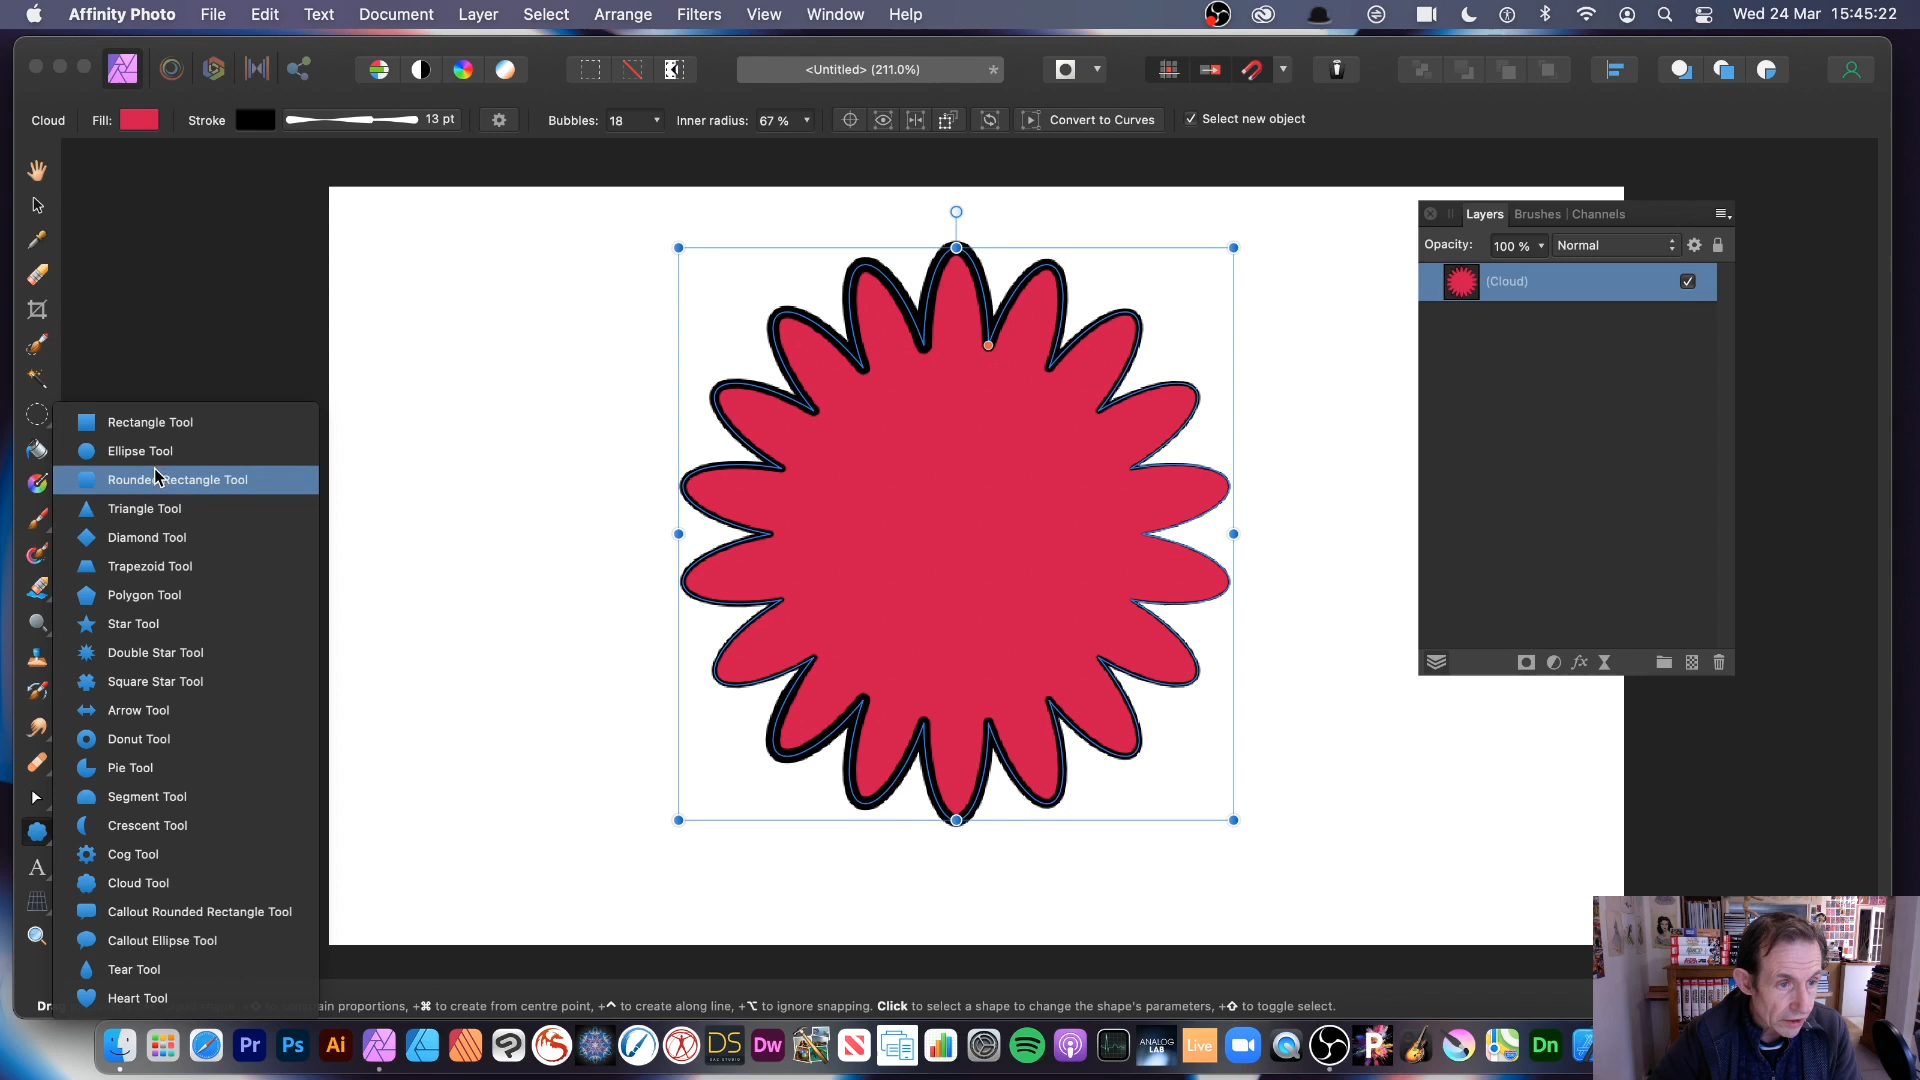 Affinity Photo File Edit Text Document Layer Select Arrange Filters View Window Help Wed 24 Mar 15:45:22
<Untitled> (211.0%) *
Cloud Fill: Stroke 13 pt Bubbles: 18 Inner radius: 67 % Convert to Curves Select new object
Layers Brushes Channels
Opacity: 100 % Normal
(Cloud)
Rectangle Tool
Ellipse Tool
Rounded Rectangle Tool
Triangle Tool
Diamond Tool
Trapezoid Tool
Polygon Tool
Star Tool
Double Star Tool
Square Star Tool
Arrow Tool
Donut Tool
Pie Tool
Segment Tool
Crescent Tool
Cog Tool
Cloud Tool
Callout Rounded Rectangle Tool
Callout Ellipse Tool
Tear Tool
Heart Tool
ain proportions, +⌘ to create from centre point, +^ to create along line, +⌥ to ignore snapping. Click to select a shape to change the shape's parameters, +⇧ to toggle select.
Pr Ps Ai DS Dw ANALOG LAB Live P Dn